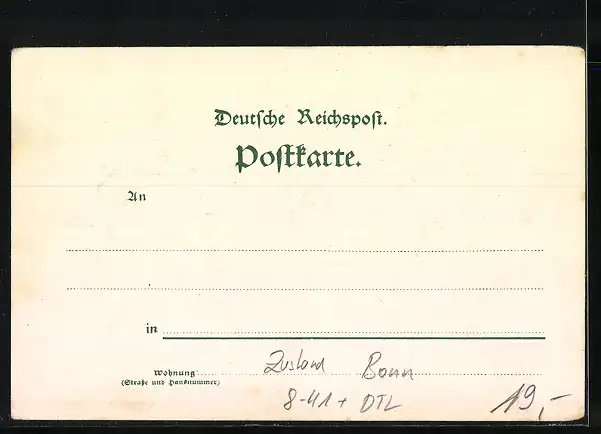 Deutsche Reichspost.
Postkarte.
An
in
Wohnung
(Straße und Hausnummer)
Zustand Bonn
8-41+ DTL
19,-